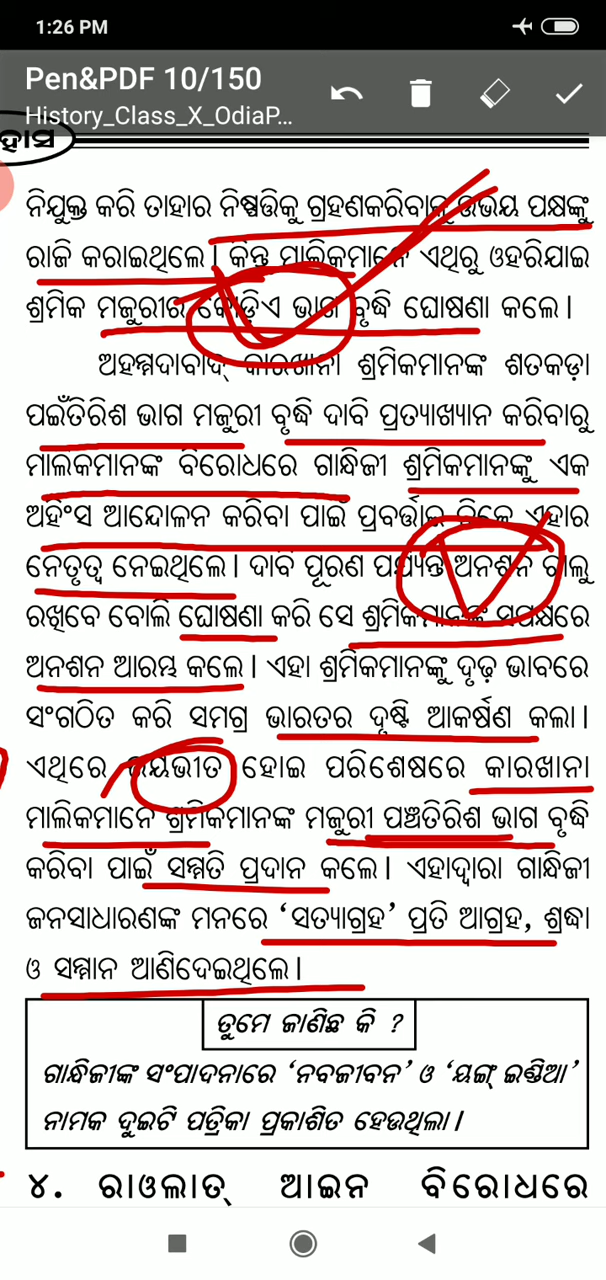 1:26 PM
Pen&PDF 10/150
History_Class_X_OdiaP...
ହାସ
ନିଯୁକ୍ତ କରି ତାହାର ନିଷ୍ପତ୍ତିକୁ ଗ୍ରହଣକରିବାକୁ ଉଭୟ ପକ୍ଷଙ୍କୁ
ରାଜି କରାଇଥିଲେ। କିନ୍ତୁ ମାଲିକମାନେ ଏଥିରୁ ଓହରିଯାଇ
ଶ୍ରମିକ ମଜୁରୀର କୋଡ଼ିଏ ଭାଗ ବୃଦ୍ଧି ଘୋଷଣା କଲେ।
ଅହମ୍ମଦାବାଦ୍ କାରଖାନା ଶ୍ରମିକମାନଙ୍କ ଶତକଡ଼ା
ପଇଁତିରିଶ ଭାଗ ମଜୁରୀ ବୃଦ୍ଧି ଦାବି ପ୍ରତ୍ୟାଖ୍ୟାନ କରିବାରୁ
ମାଲିକମାନଙ୍କ ବିରୋଧରେ ଗାନ୍ଧିଜୀ ଶ୍ରମିକମାନଙ୍କୁ ଏକ
ଅହିଂସ ଆନ୍ଦୋଳନ କରିବା ପାଇଁ ପ୍ରବର୍ତ୍ତାଇ ନିଜେ ଏହାର
ନେତୃତ୍ୱ ନେଇଥିଲେ। ଦାବି ପୂରଣ ପର୍ଯ୍ୟନ୍ତ ଅନଶନ ଚାଲୁ
ରଖିବେ ବୋଲି ଘୋଷଣା କରି ସେ ଶ୍ରମିକମାନଙ୍କ ସପକ୍ଷରେ
ଅନଶନ ଆରମ୍ଭ କଲେ। ଏହା ଶ୍ରମିକମାନଙ୍କୁ ଦୃଢ଼ ଭାବରେ
ସଂଗଠିତ କରି ସମଗ୍ର ଭାରତର ଦୃଷ୍ଟି ଆକର୍ଷଣ କଲା।
ଏଥିରେ ଭୟଭୀତ ହୋଇ ପରିଶେଷରେ କାରଖାନା
ମାଲିକମାନେ ଶ୍ରମିକମାନଙ୍କ ମଜୁରୀ ପଞ୍ଚତିରିଶ ଭାଗ ବୃଦ୍ଧି
କରିବା ପାଇଁ ସମ୍ମତି ପ୍ରଦାନ କଲେ। ଏହାଦ୍ୱାରା ଗାନ୍ଧିଜୀ
ଜନସାଧାରଣଙ୍କ ମନରେ ‘ସତ୍ୟାଗ୍ରହ’ ପ୍ରତି ଆଗ୍ରହ, ଶ୍ରଦ୍ଧା
ଓ ସମ୍ମାନ ଆଣିଦେଇଥିଲେ।
ତୁମେ ଜାଣିଛ କି ?
ଗାନ୍ଧିଜୀଙ୍କ ସଂପାଦନାରେ ‘ନବଜୀବନ’ ଓ ‘ୟଙ୍ଗ୍ ଇଣ୍ଡିଆ’
ନାମକ ଦୁଇଟି ପତ୍ରିକା ପ୍ରକାଶିତ ହେଉଥିଲା।
୪. ରାଓଲାଟ୍ ଆଇନ ବିରୋଧରେ